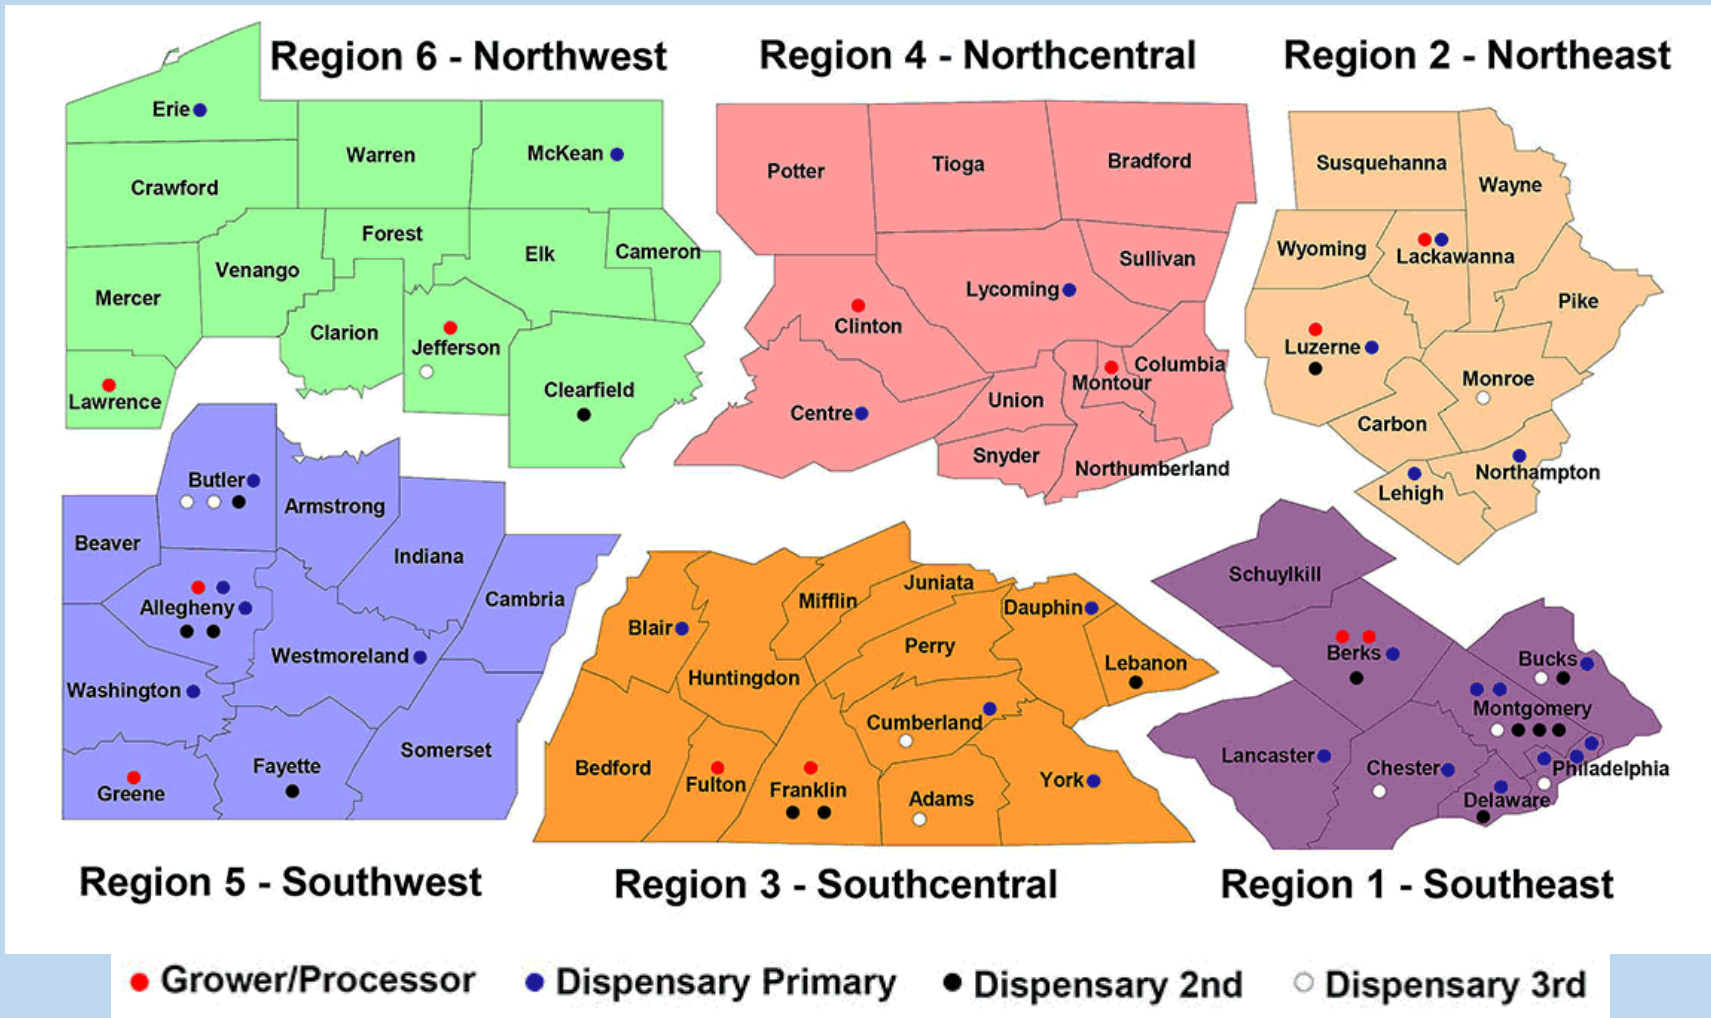 Region 6 - Northwest
Erie
Warren
McKean
Crawford
Forest
Elk
Cameron
Venango
Mercer
Clarion
Jefferson
Clearfield
Lawrence
Region 4 - Northcentral
Potter
Tioga
Bradford
Sullivan
Lycoming
Clinton
Columbia
Montour
Union
Centre
Snyder
Northumberland
Region 2 - Northeast
Susquehanna
Wayne
Wyoming
Lackawanna
Pike
Luzerne
Monroe
Carbon
Northampton
Lehigh
Butler
Armstrong
Beaver
Indiana
Cambria
Allegheny
Westmoreland
Washington
Somerset
Fayette
Greene
Region 5 - Southwest
Juniata
Mifflin
Dauphin
Blair
Perry
Lebanon
Huntingdon
Cumberland
Bedford
Fulton
Franklin
Adams
York
Region 3 - Southcentral
Schuylkill
Berks
Bucks
Montgomery
Lancaster
Chester
Philadelphia
Delaware
Region 1 - Southeast
Grower/Processor
Dispensary Primary
Dispensary 2nd
Dispensary 3rd